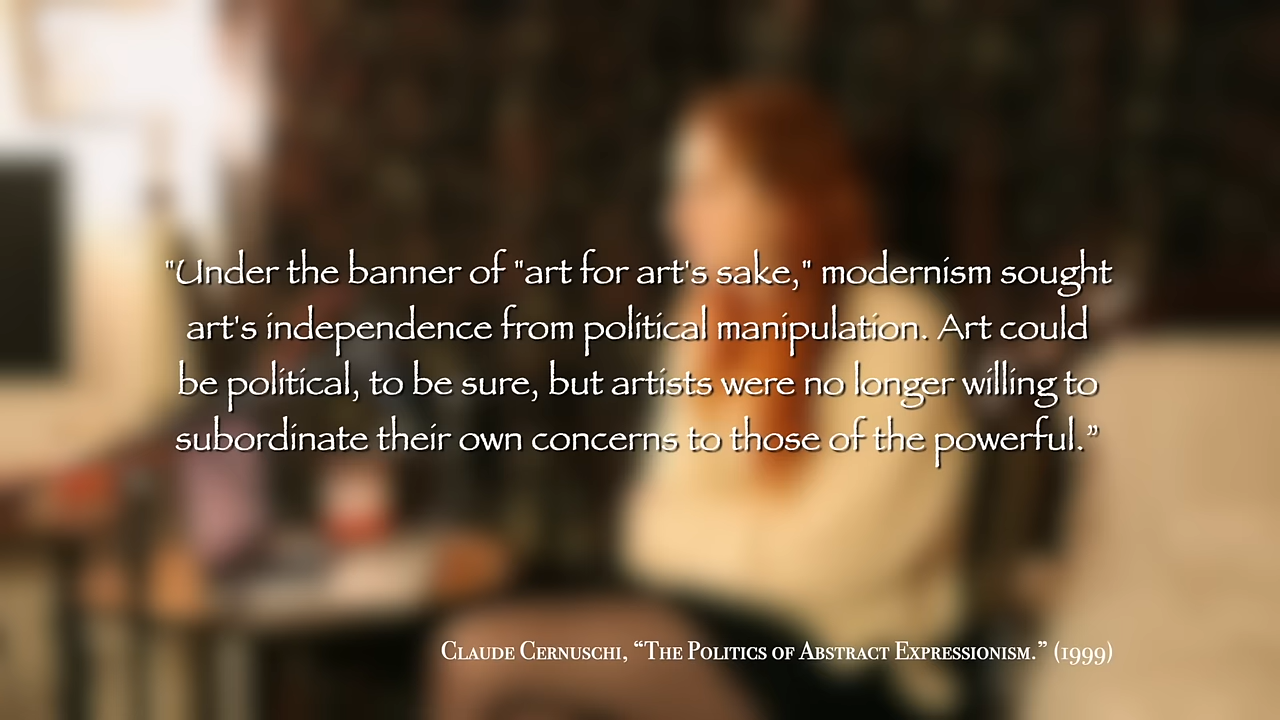 "Under the banner of "art for art's sake," modernism sought
art's independence from political manipulation. Art could
be political, to be sure, but artists were no longer willing to
subordinate their own concerns to those of the powerful.”
Claude Cernuschi, “The Politics of Abstract Expressionism.” (1999)